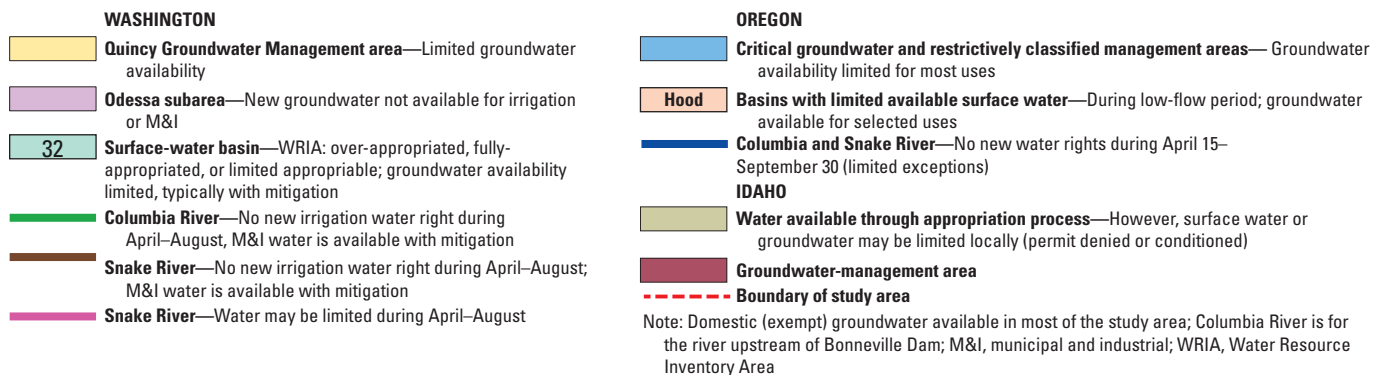 WASHINGTON
Quincy Groundwater Management area—Limited groundwater
availability
Odessa subarea—New groundwater not available for irrigation
or M&I
32 Surface-water basin—WRIA: over-appropriated, fully-
appropriated, or limited appropriable; groundwater availability
limited, typically with mitigation
Columbia River—No new irrigation water right during
April–August, M&I water is available with mitigation
Snake River—No new irrigation water right during April–August;
M&I water is available with mitigation
Snake River—Water may be limited during April–August
OREGON
Critical groundwater and restrictively classified management areas— Groundwater
availability limited for most uses
Hood Basins with limited available surface water—During low-flow period; groundwater
available for selected uses
Columbia and Snake River—No new water rights during April 15–
September 30 (limited exceptions)
IDAHO
Water available through appropriation process—However, surface water or
groundwater may be limited locally (permit denied or conditioned)
Groundwater-management area
Boundary of study area
Note: Domestic (exempt) groundwater available in most of the study area; Columbia River is for
the river upstream of Bonneville Dam; M&I, municipal and industrial; WRIA, Water Resource
Inventory Area